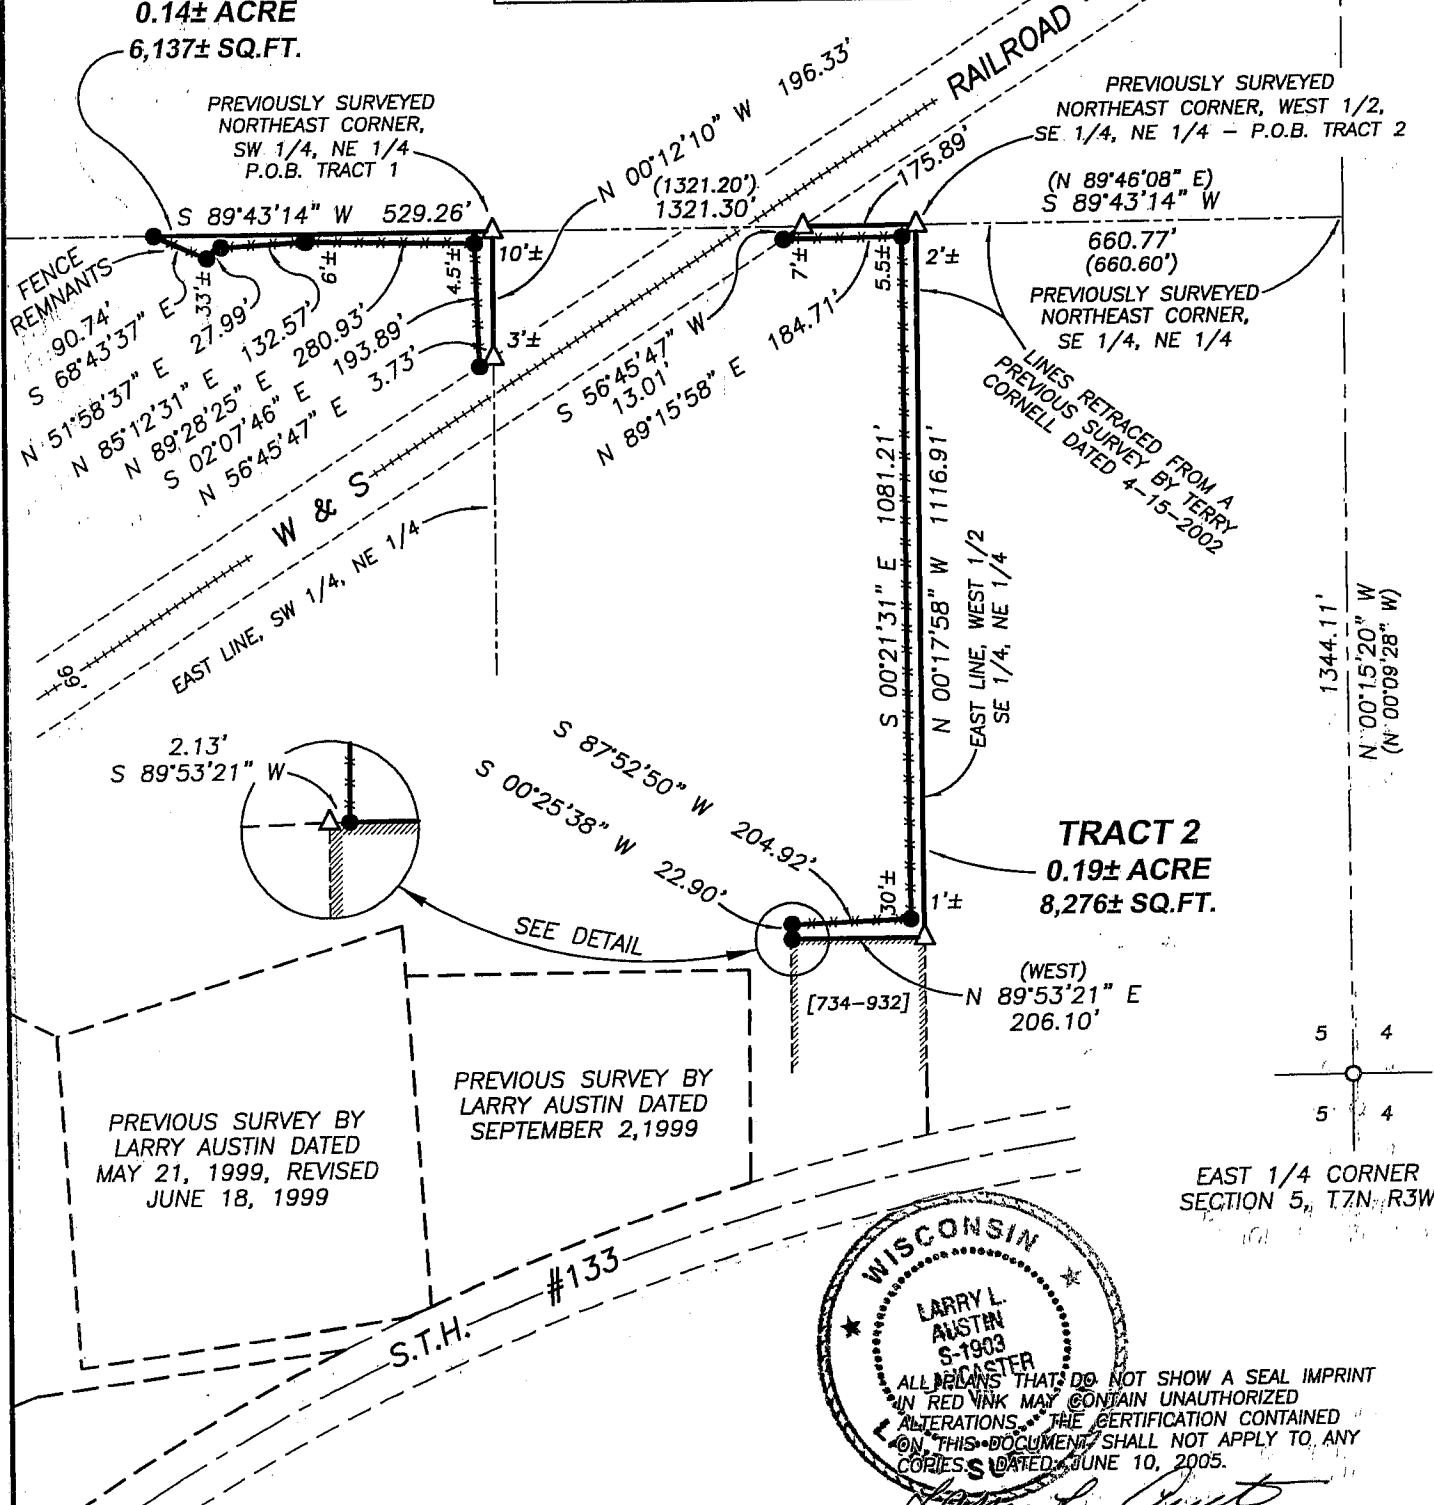 0.14± ACRE
6,137± SQ.FT.
PREVIOUSLY SURVEYED
NORTHEAST CORNER,
SW 1/4, NE 1/4
P.O.B. TRACT 1
N 00°12'10" W 196.33'
RAILROAD
PREVIOUSLY SURVEYED
NORTHEAST CORNER, WEST 1/2,
SE 1/4, NE 1/4 – P.O.B. TRACT 2
S 89°43'14" W 529.26'
(1321.20')
1321.30'
175.89'
(N 89°46'08" E)
S 89°43'14" W
660.77'
(660.60')
PREVIOUSLY SURVEYED
NORTHEAST CORNER,
SE 1/4, NE 1/4
FENCE
REMNANTS
33'±
6'±
4.5'±
10'±
3'±
7'±
5.5±
2'±
90.74'
S 68°43'37" E
N 51°58'37" E 27.99'
N 85°12'31" E 132.57'
N 89°28'25" E 280.93'
S 02°07'46" E 193.89'
N 56°45'47" E 3.73'
S 56°45'47" W
13.01'
N 89°15'58" E 184.71'
LINES RETRACED FROM A
PREVIOUS SURVEY BY TERRY
CORNELL DATED 4-15-2002
W & S
66'
EAST LINE, SW 1/4, NE 1/4
S 00°21'31" E 1081.21'
N 00°17'58" W 1116.91'
EAST LINE, WEST 1/2
SE 1/4, NE 1/4
1344.11'
N 00°15'20" W
(N 00°09'28" W)
2.13'
S 89°53'21" W
S 87°52'50" W 204.92'
S 00°25'38" W 22.90'
30'±
1'±
TRACT 2
0.19± ACRE
8,276± SQ.FT.
SEE DETAIL
[734-932]
(WEST)
N 89°53'21" E
206.10'
PREVIOUS SURVEY BY
LARRY AUSTIN DATED
MAY 21, 1999, REVISED
JUNE 18, 1999
PREVIOUS SURVEY BY
LARRY AUSTIN DATED
SEPTEMBER 2,1999
5 4
5 4
EAST 1/4 CORNER
SECTION 5, T7N, R3W
S.T.H. #133
WISCONSIN
LARRY L.
AUSTIN
S-1903
ALL PLANS THAT DO NOT SHOW A SEAL IMPRINT
IN RED INK MAY CONTAIN UNAUTHORIZED
ALTERATIONS. THE CERTIFICATION CONTAINED
ON THIS DOCUMENT SHALL NOT APPLY TO ANY
COPIES. DATED: JUNE 10, 2005.